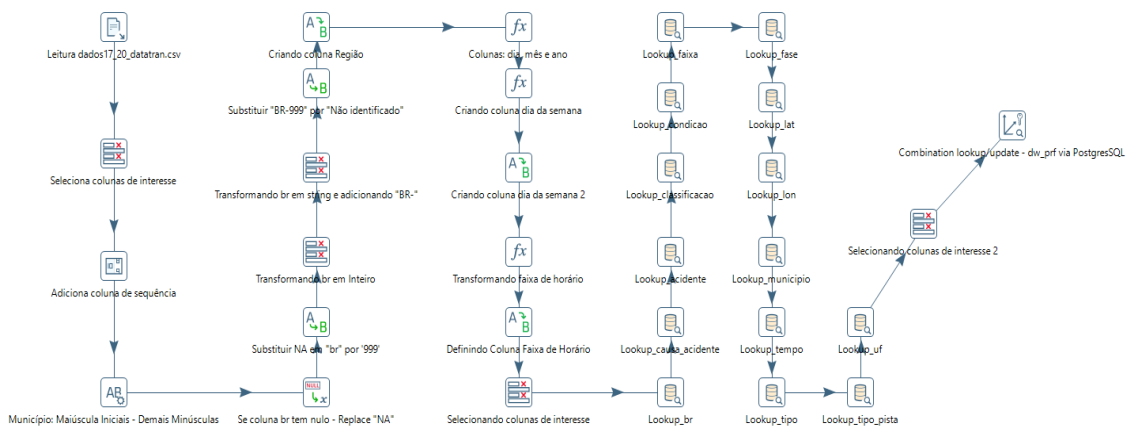 Leitura dados17_20_datatran.csv
Seleciona colunas de interesse
Adiciona coluna de sequência
Município: Maiúscula Iniciais - Demais Minúsculas
Se coluna br tem nulo - Replace "NA"
Substituir NA em "br" por '999'
Transformando br em Inteiro
Transformando br em string e adicionando "BR-"
Substituir "BR-999" por "Não identificado"
Criando coluna Região
Colunas: dia, mês e ano
Criando coluna dia da semana
Criando coluna dia da semana 2
Transformando faixa de horário
Definindo Coluna Faixa de Horário
Selecionando colunas de interesse
Lookup_br
Lookup_causa_acidente
Lookup_acidente
Lookup_classificacao
Lookup_condicao
Lookup_faixa
Lookup_fase
Lookup_lat
Lookup_lon
Lookup_municipio
Lookup_tempo
Lookup_tipo
Lookup_tipo_pista
Lookup_uf
Selecionando colunas de interesse 2
Combination lookup/update - dw_prf via PostgresSQL